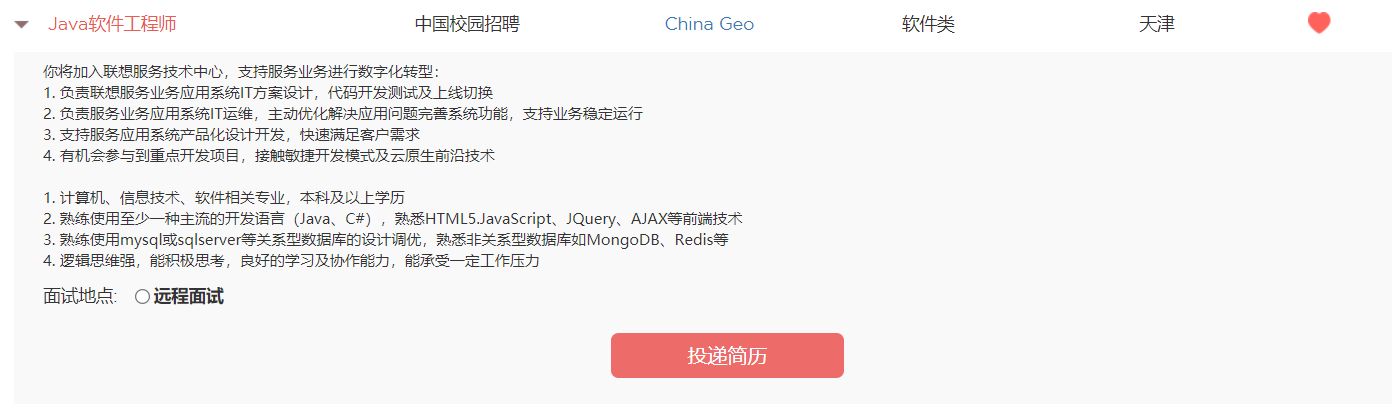 Java软件工程师 中国校园招聘 China Geo 软件类 天津
你将加入联想服务技术中心，支持服务业务进行数字化转型：
1. 负责联想服务业务应用系统IT方案设计，代码开发测试及上线切换
2. 负责服务业务应用系统IT运维，主动优化解决应用问题完善系统功能，支持业务稳定运行
3. 支持服务应用系统产品化设计开发，快速满足客户需求
4. 有机会参与到重点开发项目，接触敏捷开发模式及云原生前沿技术
1. 计算机、信息技术、软件相关专业，本科及以上学历
2. 熟练使用至少一种主流的开发语言（Java、C#），熟悉HTML5.JavaScript、JQuery、AJAX等前端技术
3. 熟练使用mysql或sqlserver等关系型数据库的设计调优，熟悉非关系型数据库如MongoDB、Redis等
4. 逻辑思维强，能积极思考，良好的学习及协作能力，能承受一定工作压力
面试地点: 远程面试
投递简历